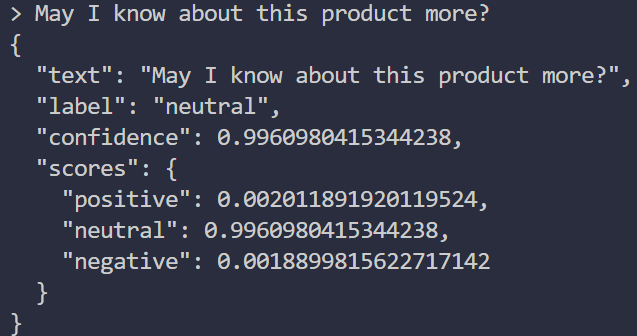 > May I know about this product more?
{
  "text": "May I know about this product more?",
  "label": "neutral",
  "confidence": 0.9960980415344238,
  "scores": {
    "positive": 0.002011891920119524,
    "neutral": 0.9960980415344238,
    "negative": 0.0018899815622717142
  }
}